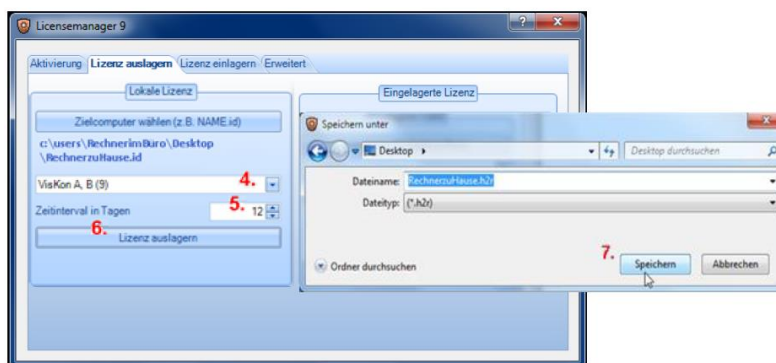 Licensemanager 9
Aktivierung Lizenz auslagern Lizenz einlagern Erweitert
Lokale Lizenz
Zielcomputer wählen (z.B. NAME.id)
c:\users\RechnerimBüro\Desktop
\RechnerzuHause.id
VisKon A, B (9) 4.
Zeitinterval in Tagen 5. 12
6. Lizenz auslagern
Eingelagerte Lizenz
Speichern unter
Desktop
Desktop durchsuchen
Dateiname: RechnerzuHause.h2r
Dateityp: (*.h2r)
Ordner durchsuchen
7. Speichern Abbrechen